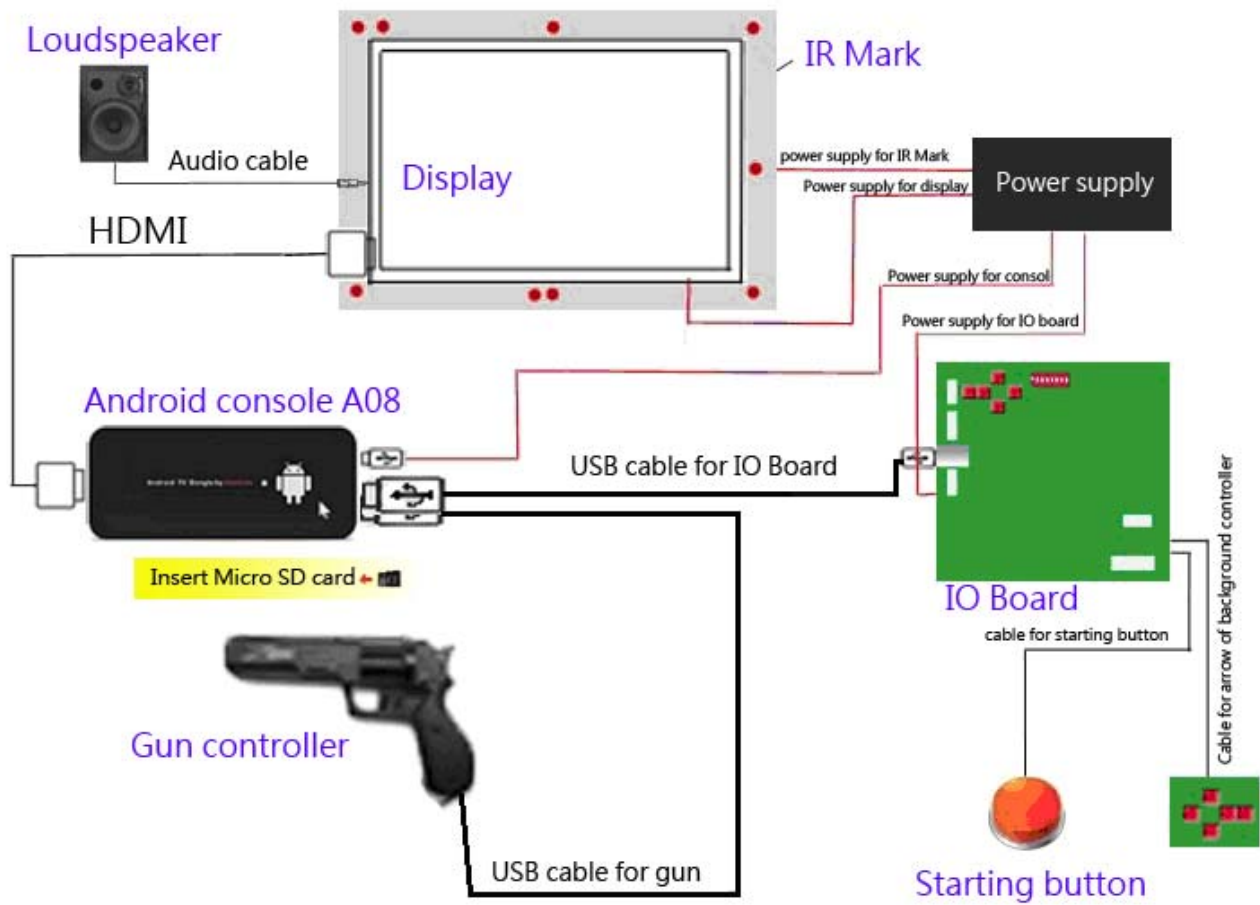 Loudspeaker
IR Mark
Audio cable
Display
power supply for IR Mark
Power supply for display
Power supply
HDMI
Power supply for consol
Power supply for IO board
Android console A08
USB cable for IO Board
Insert Micro SD card
IO Board
cable for starting button
Cable for arrow of background controller
Gun controller
USB cable for gun
Starting button